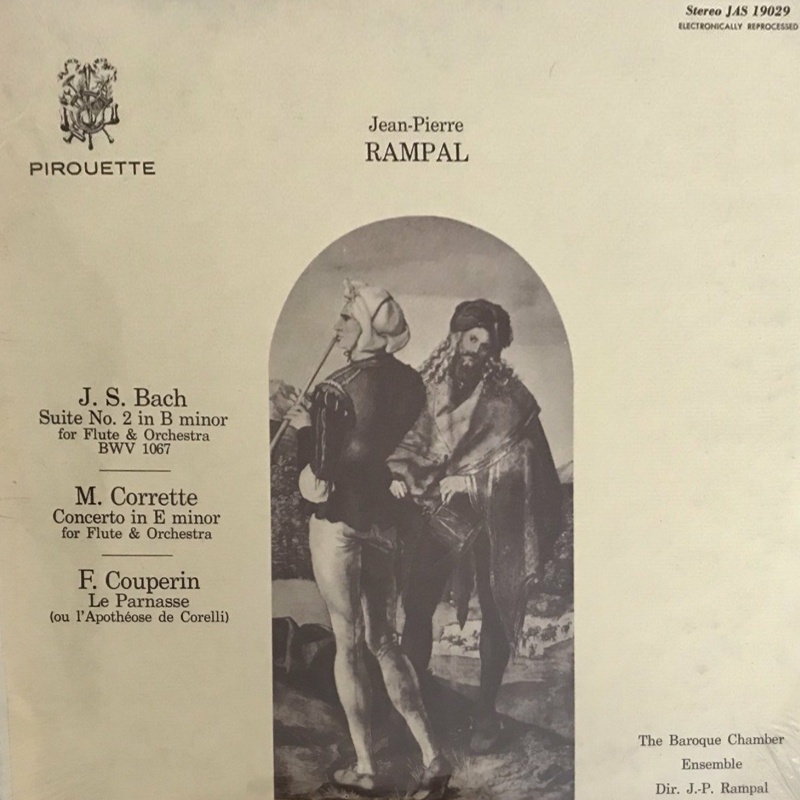 Stereo JAS 19029
ELECTRONICALLY REPROCESSED
PIROUETTE
Jean-Pierre
RAMPAL
J. S. Bach
Suite No. 2 in B minor
for Flute & Orchestra
BWV 1067
M. Corrette
Concerto in E minor
for Flute & Orchestra
F. Couperin
Le Parnasse
(ou l'Apothéose de Corelli)
The Baroque Chamber
Ensemble
Dir. J.-P. Rampal